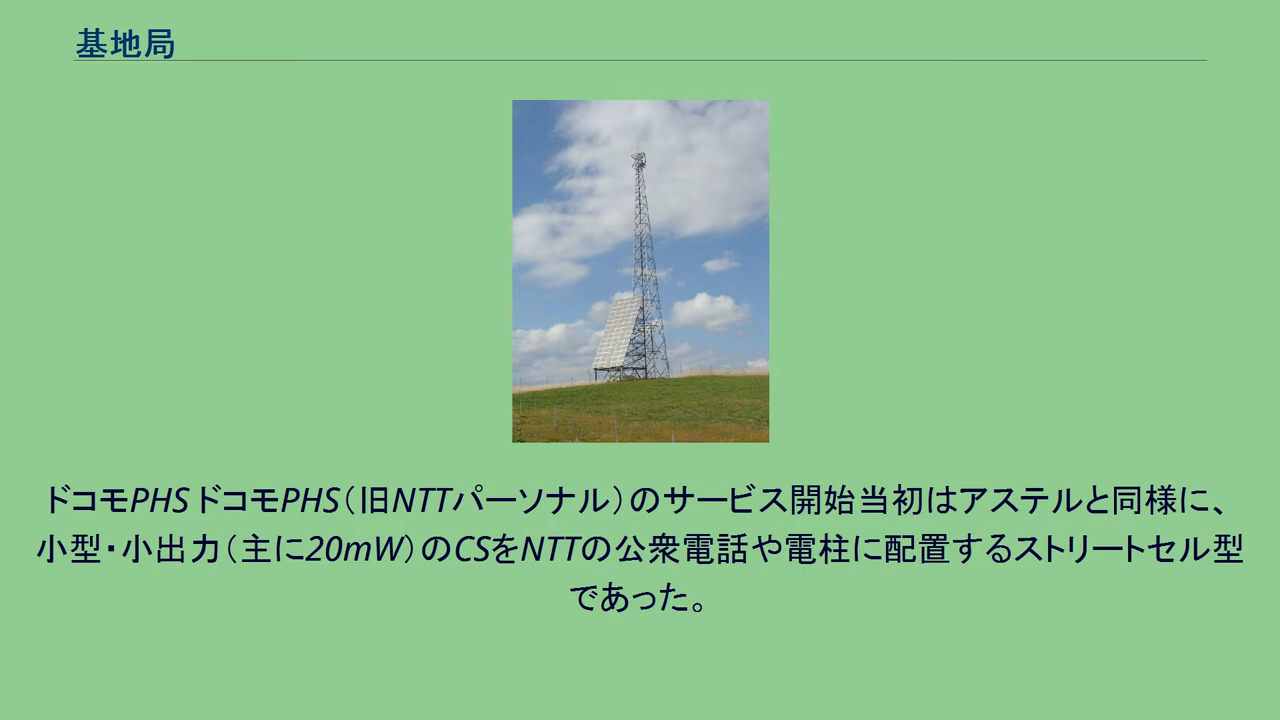 基地局
ドコモPHS ドコモPHS（旧NTTパーソナル）のサービス開始当初はアステルと同様に、
小型・小出力（主に20mW）のCSをNTTの公衆電話や電柱に配置するストリートセル型
であった。